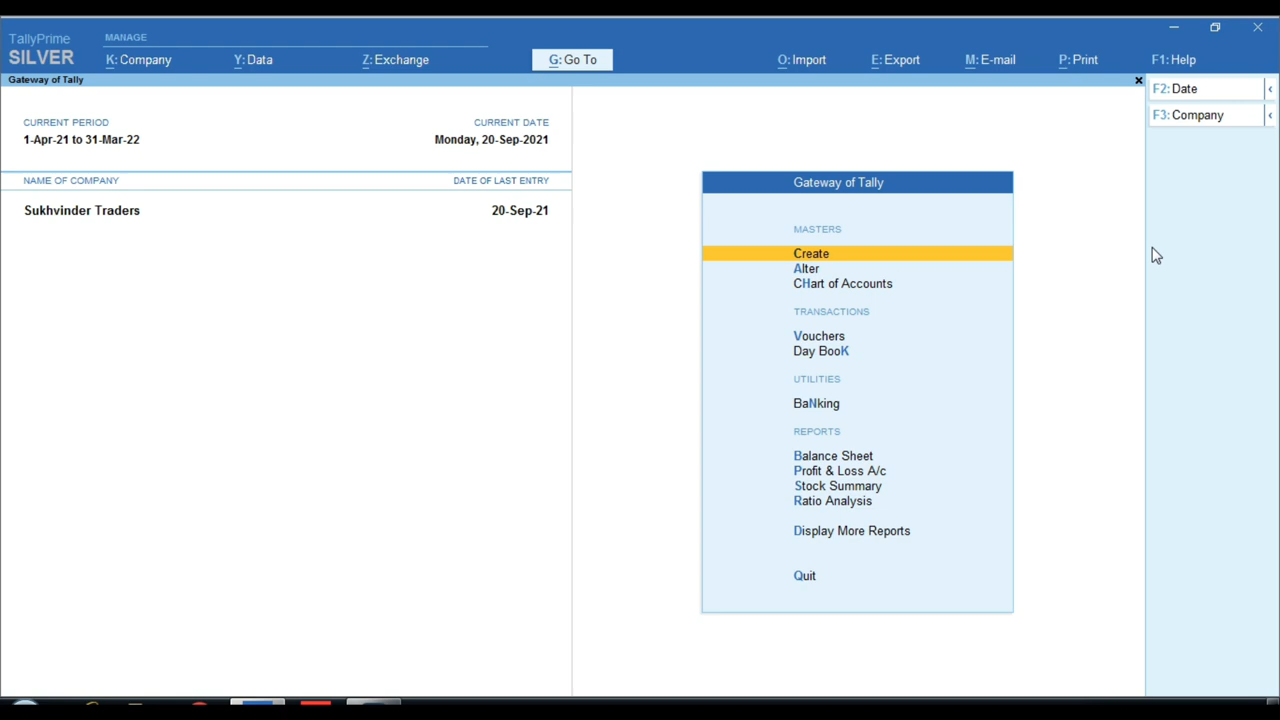 TallyPrime
SILVER
MANAGE
K: Company
Y: Data
Z: Exchange
G: Go To
O: Import
E: Export
M: E-mail
P: Print
F1: Help
Gateway of Tally
x
F2: Date
F3: Company
CURRENT PERIOD
CURRENT DATE
1-Apr-21 to 31-Mar-22
Monday, 20-Sep-2021
NAME OF COMPANY
DATE OF LAST ENTRY
Sukhvinder Traders
20-Sep-21
Gateway of Tally
MASTERS
Create
Alter
CHart of Accounts
TRANSACTIONS
Vouchers
Day BooK
UTILITIES
BaNking
REPORTS
Balance Sheet
Profit & Loss A/c
Stock Summary
Ratio Analysis
Display More Reports
Quit